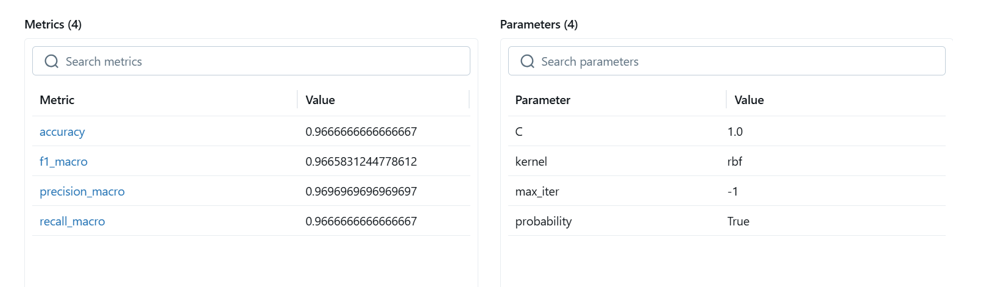 Metrics (4)
Search metrics
Metric Value
accuracy 0.9666666666666667
f1_macro 0.9665831244778612
precision_macro 0.9696969696969697
recall_macro 0.9666666666666667
Parameters (4)
Search parameters
Parameter Value
C 1.0
kernel rbf
max_iter -1
probability True